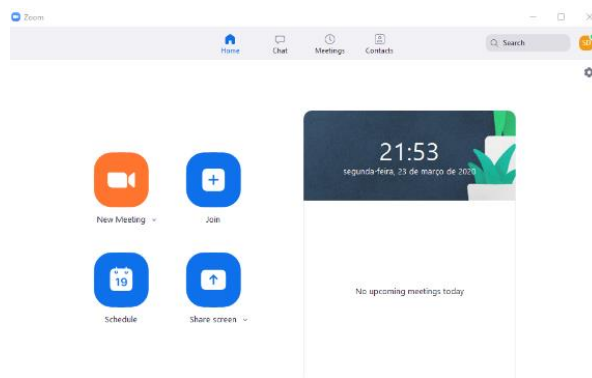 Zoom
Home
Chat
Meetings
Contacts
Search
21:53
segunda-feira, 23 de março de 2020
New Meeting
Join
19
Schedule
Share screen
No upcoming meetings today